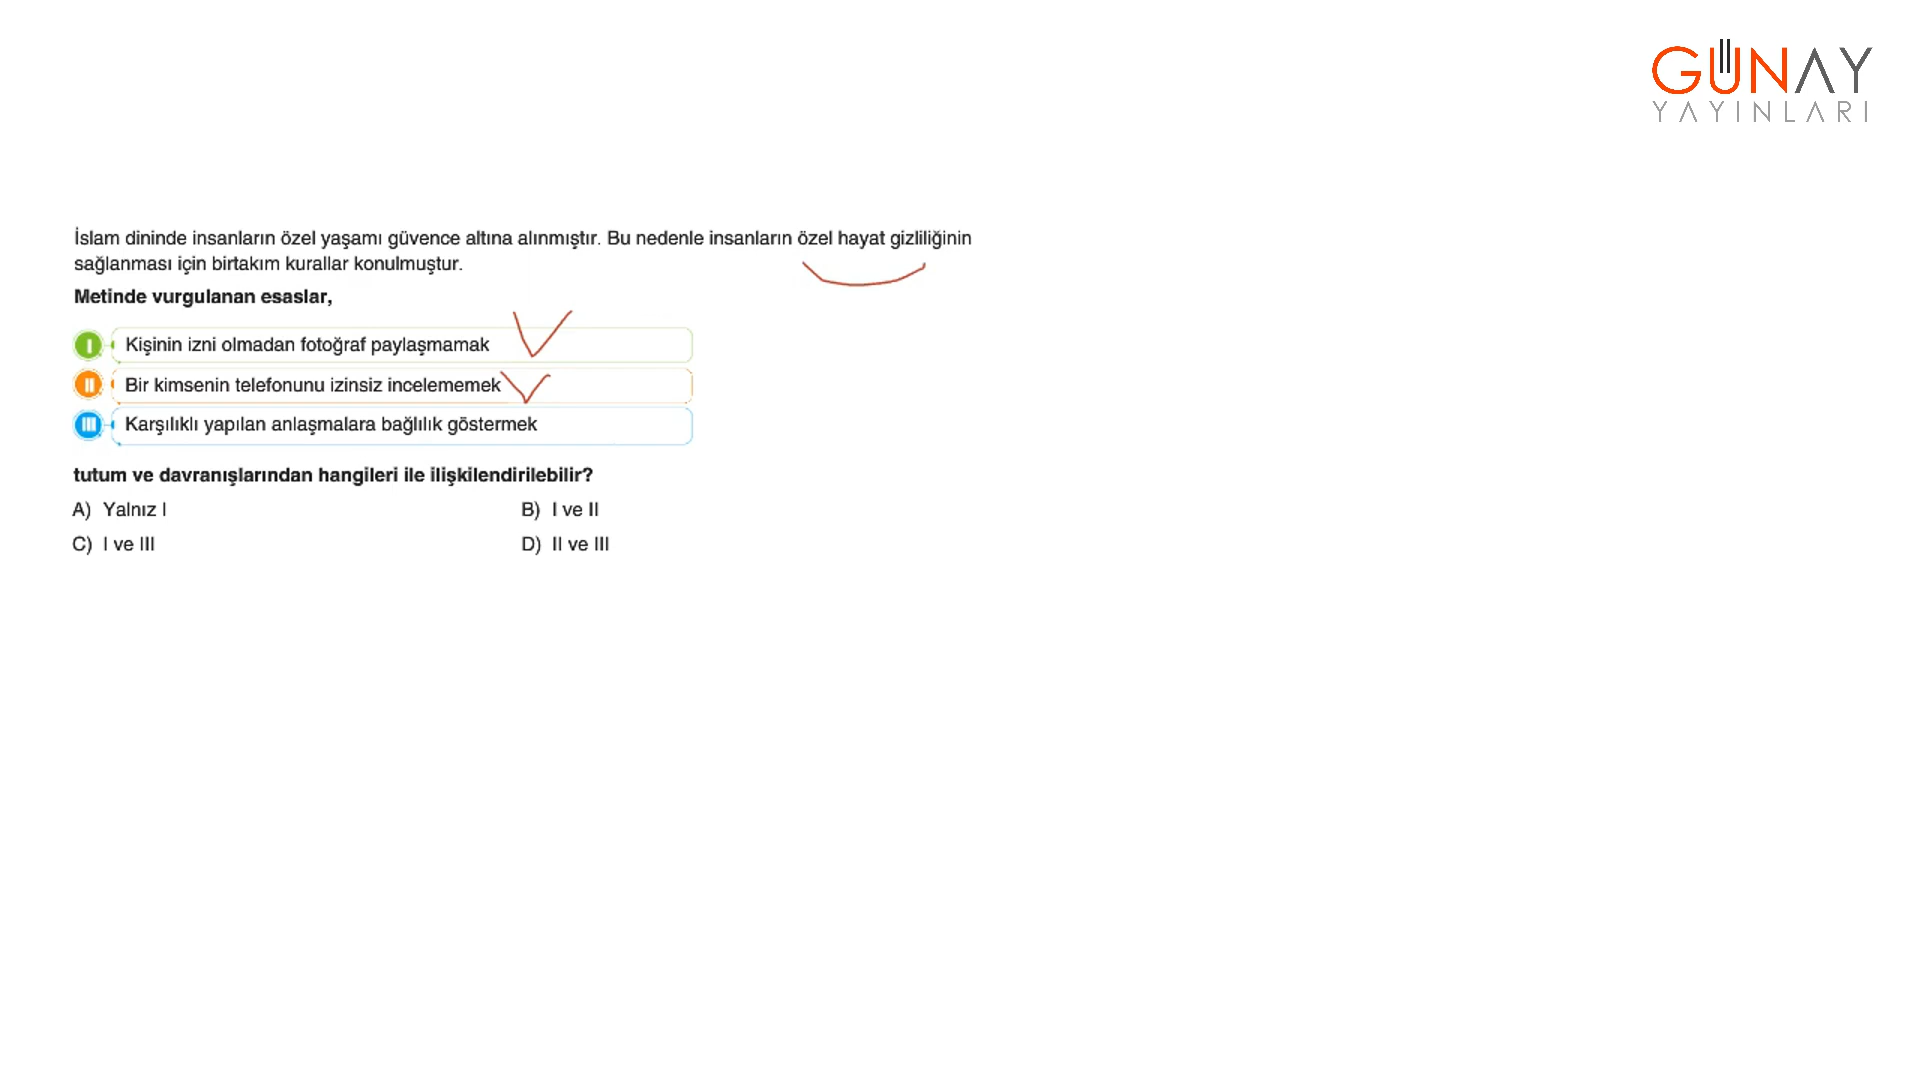 GÜNAY
YAYINLARI
İslam dininde insanların özel yaşamı güvence altına alınmıştır. Bu nedenle insanların özel hayat gizliliğinin
sağlanması için birtakım kurallar konulmuştur.
Metinde vurgulanan esaslar,
I Kişinin izni olmadan fotoğraf paylaşmamak
II Bir kimsenin telefonunu izinsiz incelememek
III Karşılıklı yapılan anlaşmalara bağlılık göstermek
tutum ve davranışlarından hangileri ile ilişkilendirilebilir?
A) Yalnız I B) I ve II
C) I ve III D) II ve III